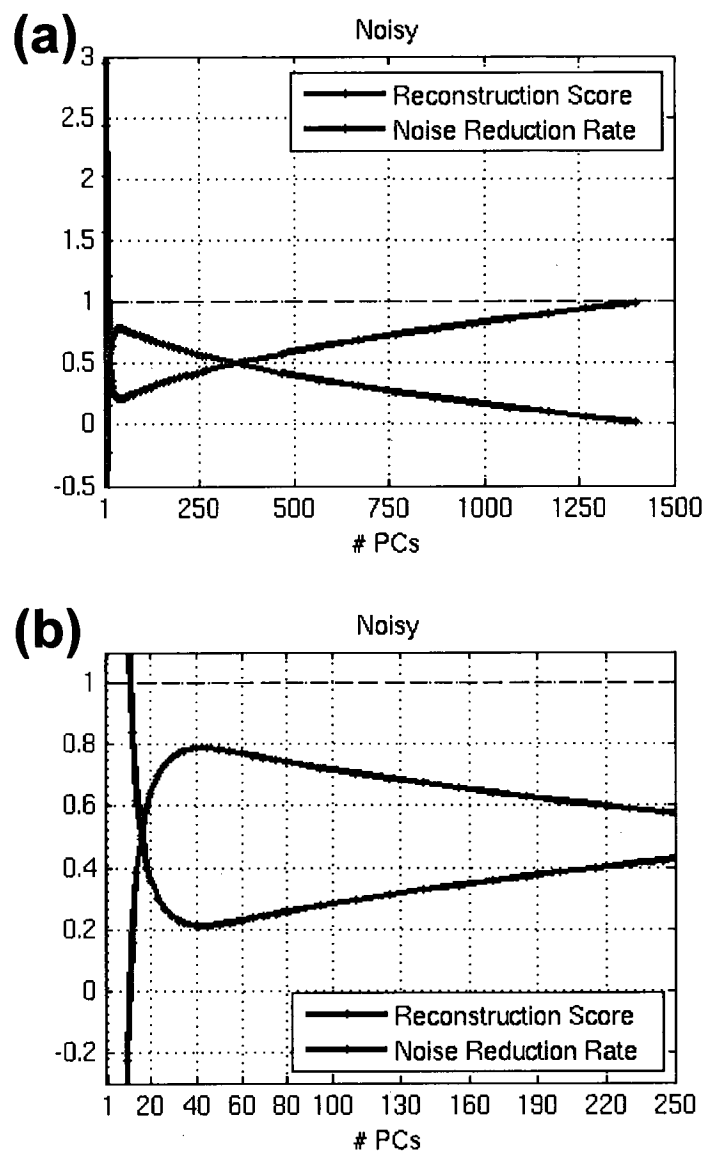 (a)
Noisy
3
2.5
2
1.5
1
0.5
0
-0.5
Reconstruction Score
Noise Reduction Rate
1 250 500 750 1000 1250 1500
# PCs
(b)
Noisy
1
0.8
0.6
0.4
0.2
0
-0.2
Reconstruction Score
Noise Reduction Rate
1 20 40 60 80 100 130 160 190 220 250
# PCs